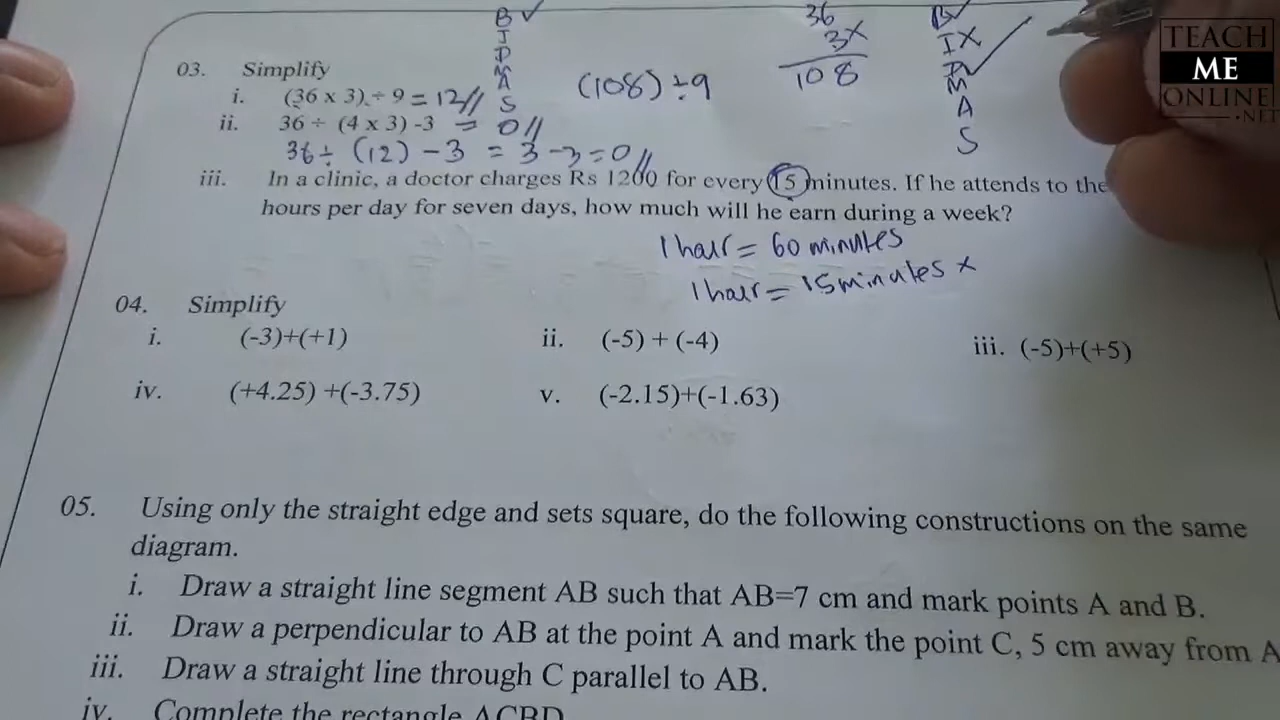 TEACH
ME
ONLINE
.NET
B ✓
I
D
M
A
S
36
3x
108
B✓
I X
D✓
M
A
S
03. Simplify
i. (36 x 3) ÷ 9 = 12//
(108) ÷ 9
ii. 36 ÷ (4 x 3) -3 = 0//
36 ÷ (12) - 3 = 3 - 3 = 0//
iii. In a clinic, a doctor charges Rs 1200 for every 15 minutes. If he attends to the
hours per day for seven days, how much will he earn during a week?
1 hour = 60 minutes
1 hour = 15 minutes x
04. Simplify
i. (-3)+(+1) ii. (-5) + (-4) iii. (-5)+(+5)
iv. (+4.25) +(-3.75) v. (-2.15)+(-1.63)
05. Using only the straight edge and sets square, do the following constructions on the same
diagram.
i. Draw a straight line segment AB such that AB=7 cm and mark points A and B.
ii. Draw a perpendicular to AB at the point A and mark the point C, 5 cm away from A
iii. Draw a straight line through C parallel to AB.
iv. Complete the rectangle ACBD